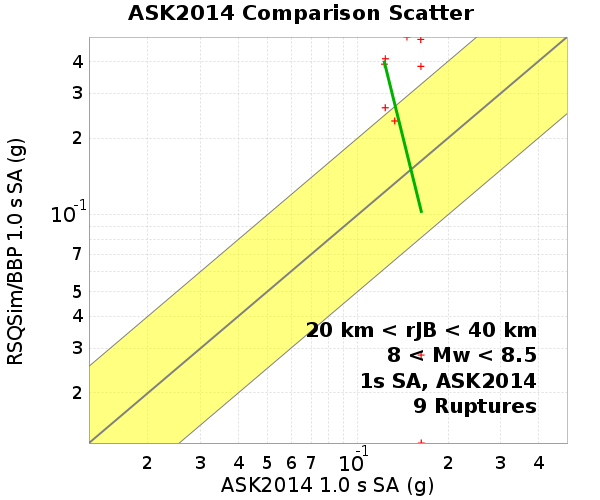 ASK2014 Comparison Scatter
RSQSim/BBP 1.0 s SA (g)
4
3
2
10-1
7
5
4
3
2
20 km < rJB < 40 km
8 < Mw < 8.5
1s SA, ASK2014
9 Ruptures
2 3 4 5 6 7 10-1 2 3 4
ASK2014 1.0 s SA (g)